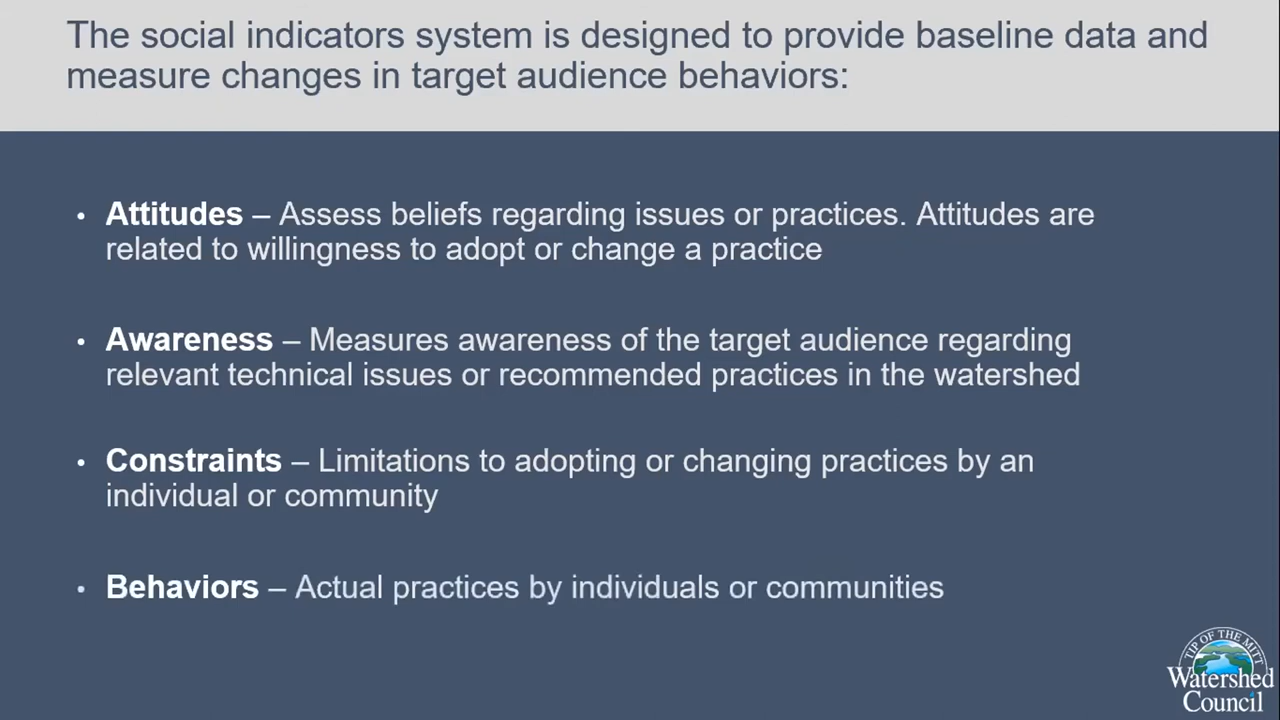 The social indicators system is designed to provide baseline data and
measure changes in target audience behaviors:
• Attitudes – Assess beliefs regarding issues or practices. Attitudes are
related to willingness to adopt or change a practice
• Awareness – Measures awareness of the target audience regarding
relevant technical issues or recommended practices in the watershed
• Constraints – Limitations to adopting or changing practices by an
individual or community
• Behaviors – Actual practices by individuals or communities
TIP OF THE MITT
Watershed
Council